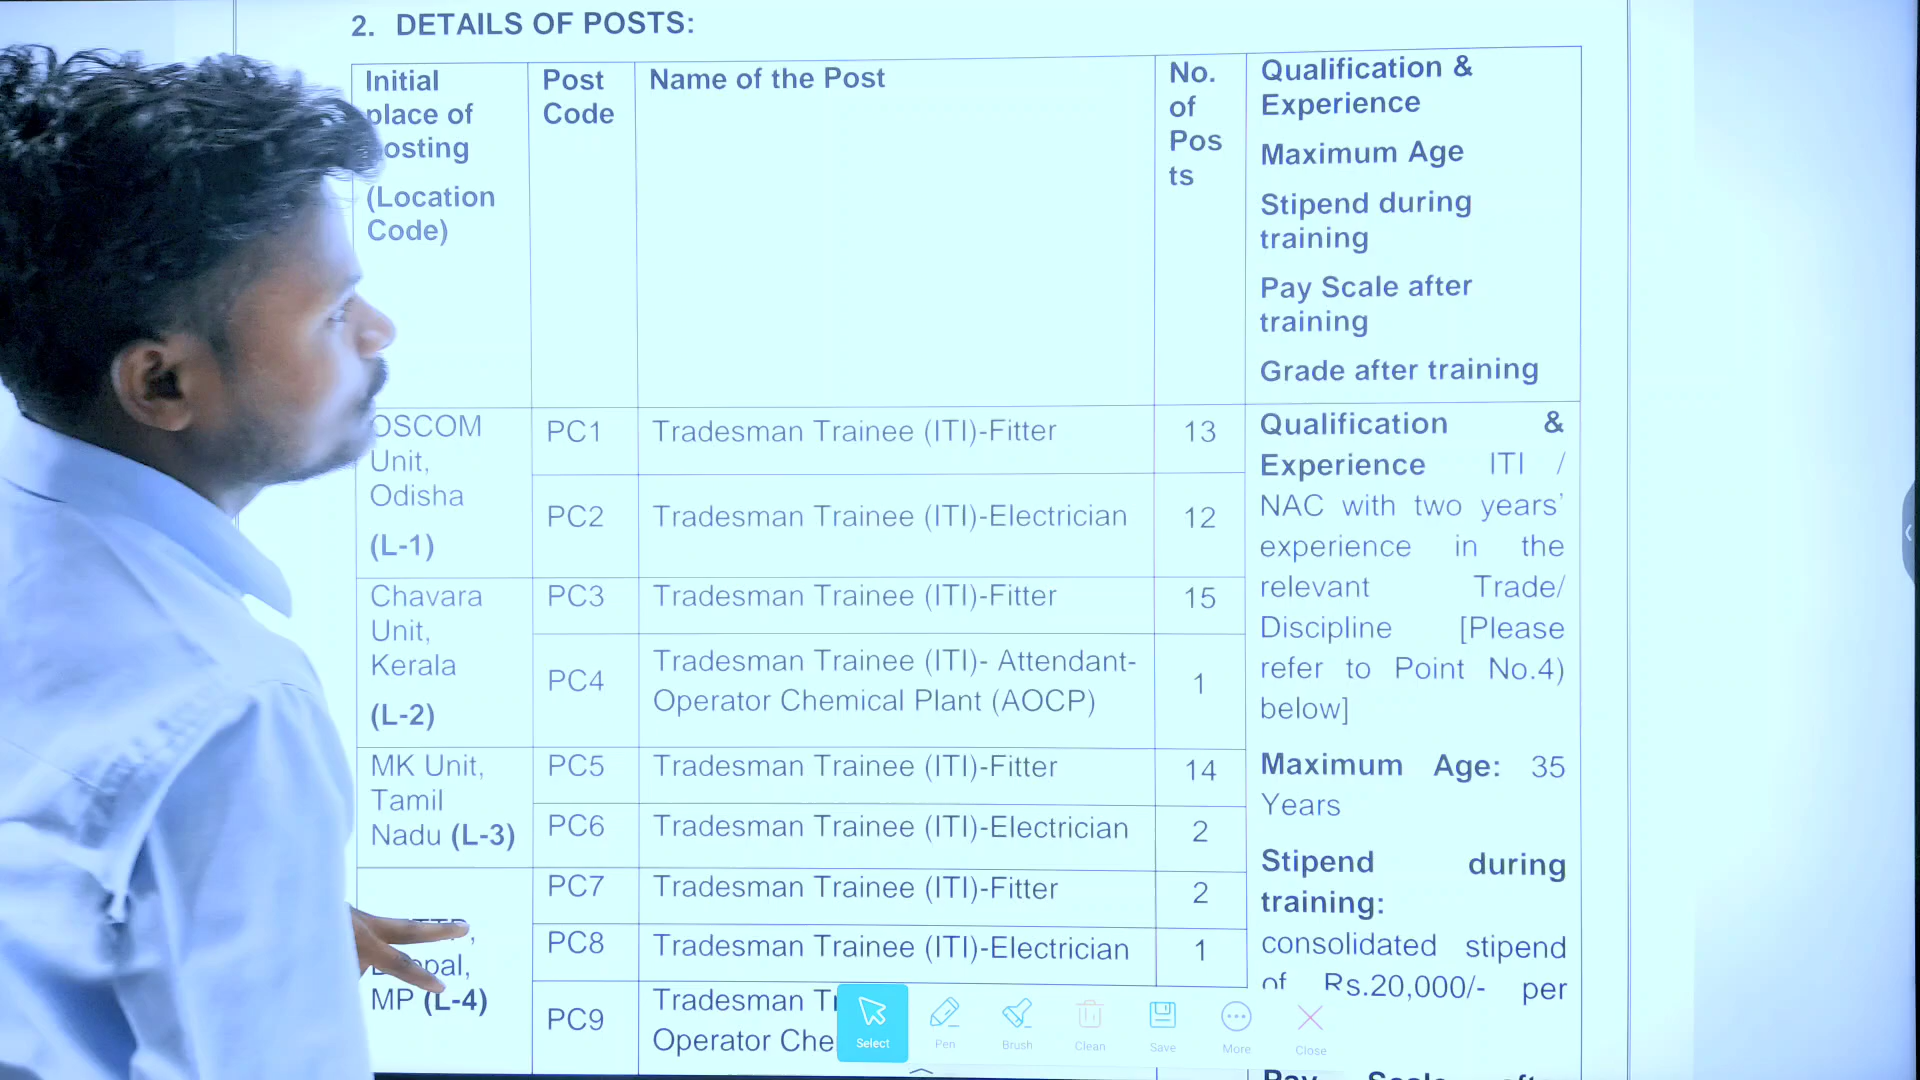 2. DETAILS OF POSTS:
Initial
place of
posting
(Location
Code)
Post
Code
Name of the Post
No.
of
Pos
ts
Qualification &
Experience
Maximum Age
Stipend during
training
Pay Scale after
training
Grade after training
OSCOM
Unit,
Odisha
(L-1)
PC1
Tradesman Trainee (ITI)-Fitter
13
PC2
Tradesman Trainee (ITI)-Electrician
12
Chavara
Unit,
Kerala
(L-2)
PC3
Tradesman Trainee (ITI)-Fitter
15
PC4
Tradesman Trainee (ITI)- Attendant-
Operator Chemical Plant (AOCP)
1
MK Unit,
Tamil
Nadu (L-3)
PC5
Tradesman Trainee (ITI)-Fitter
14
PC6
Tradesman Trainee (ITI)-Electrician
2
MP (L-4)
PC7
Tradesman Trainee (ITI)-Fitter
2
PC8
Tradesman Trainee (ITI)-Electrician
1
PC9
Tradesman
Operator
Qualification &
Experience ITI /
NAC with two years'
experience in the
relevant Trade/
Discipline [Please
refer to Point No.4)
below]
Maximum Age: 35
Years
Stipend during
training:
consolidated stipend
of Rs.20,000/- per
Pay Scale
Select
Pen
Brush
Clean
Save
More
Close